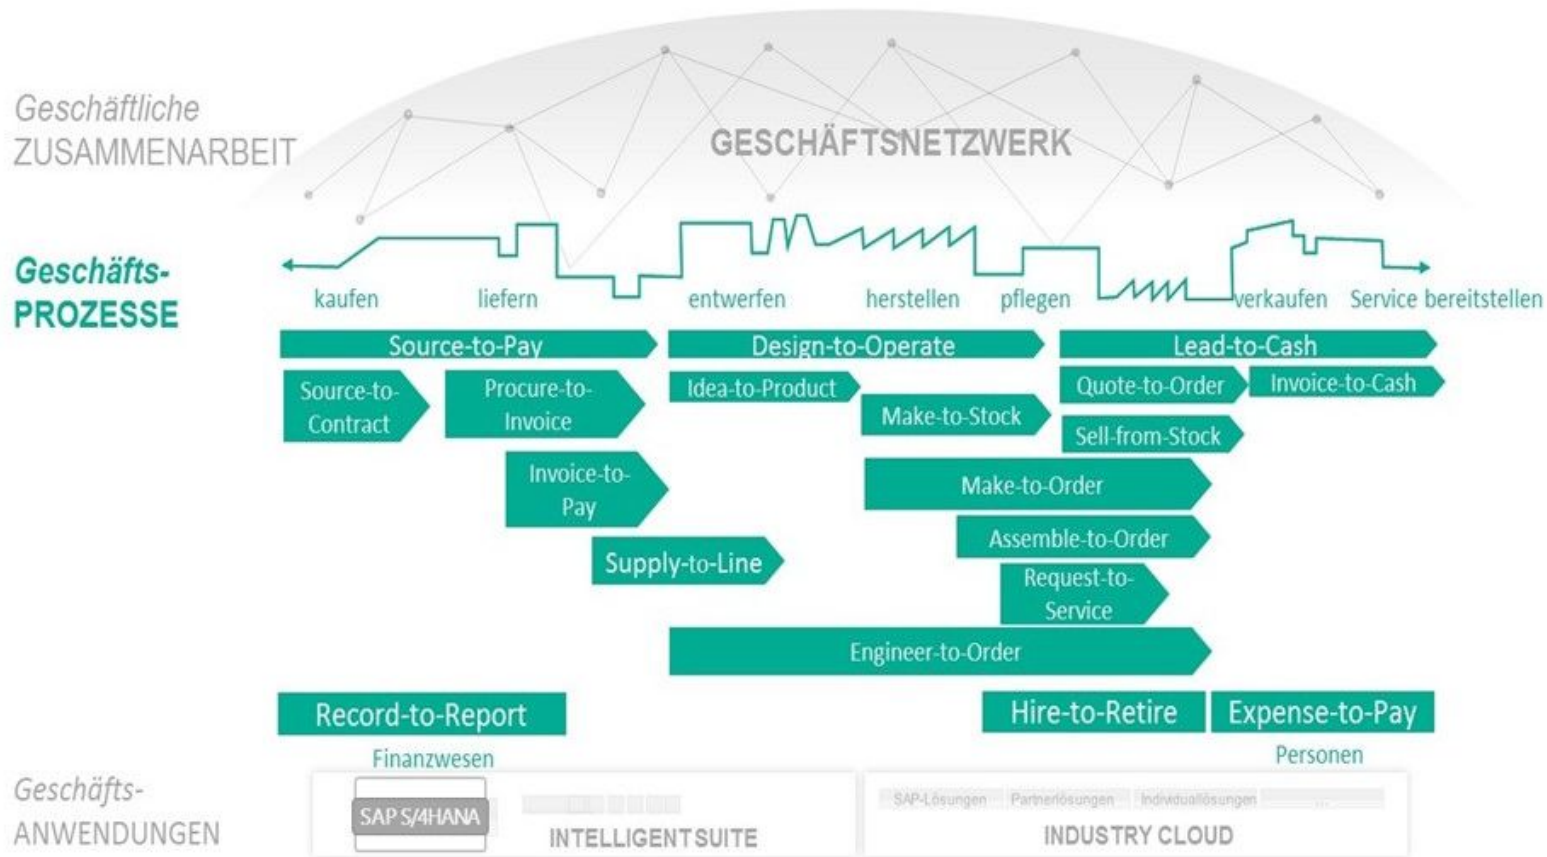 Geschäftliche
ZUSAMMENARBEIT
GESCHÄFTSNETZWERK
Geschäfts-
PROZESSE
kaufen
liefern
entwerfen
herstellen
pflegen
verkaufen
Service bereitstellen
Source-to-Pay
Design-to-Operate
Lead-to-Cash
Source-to-
Contract
Procure-to-
Invoice
Idea-to-Product
Quote-to-Order
Invoice-to-Cash
Make-to-Stock
Sell-from-Stock
Invoice-to-
Pay
Make-to-Order
Assemble-to-Order
Supply-to-Line
Request-to-
Service
Engineer-to-Order
Record-to-Report
Hire-to-Retire
Expense-to-Pay
Finanzwesen
Personen
Geschäfts-
ANWENDUNGEN
SAP S/4HANA
INTELLIGENT SUITE
SAP-Lösungen
Partnerlösungen
Individuallösungen
...
INDUSTRY CLOUD